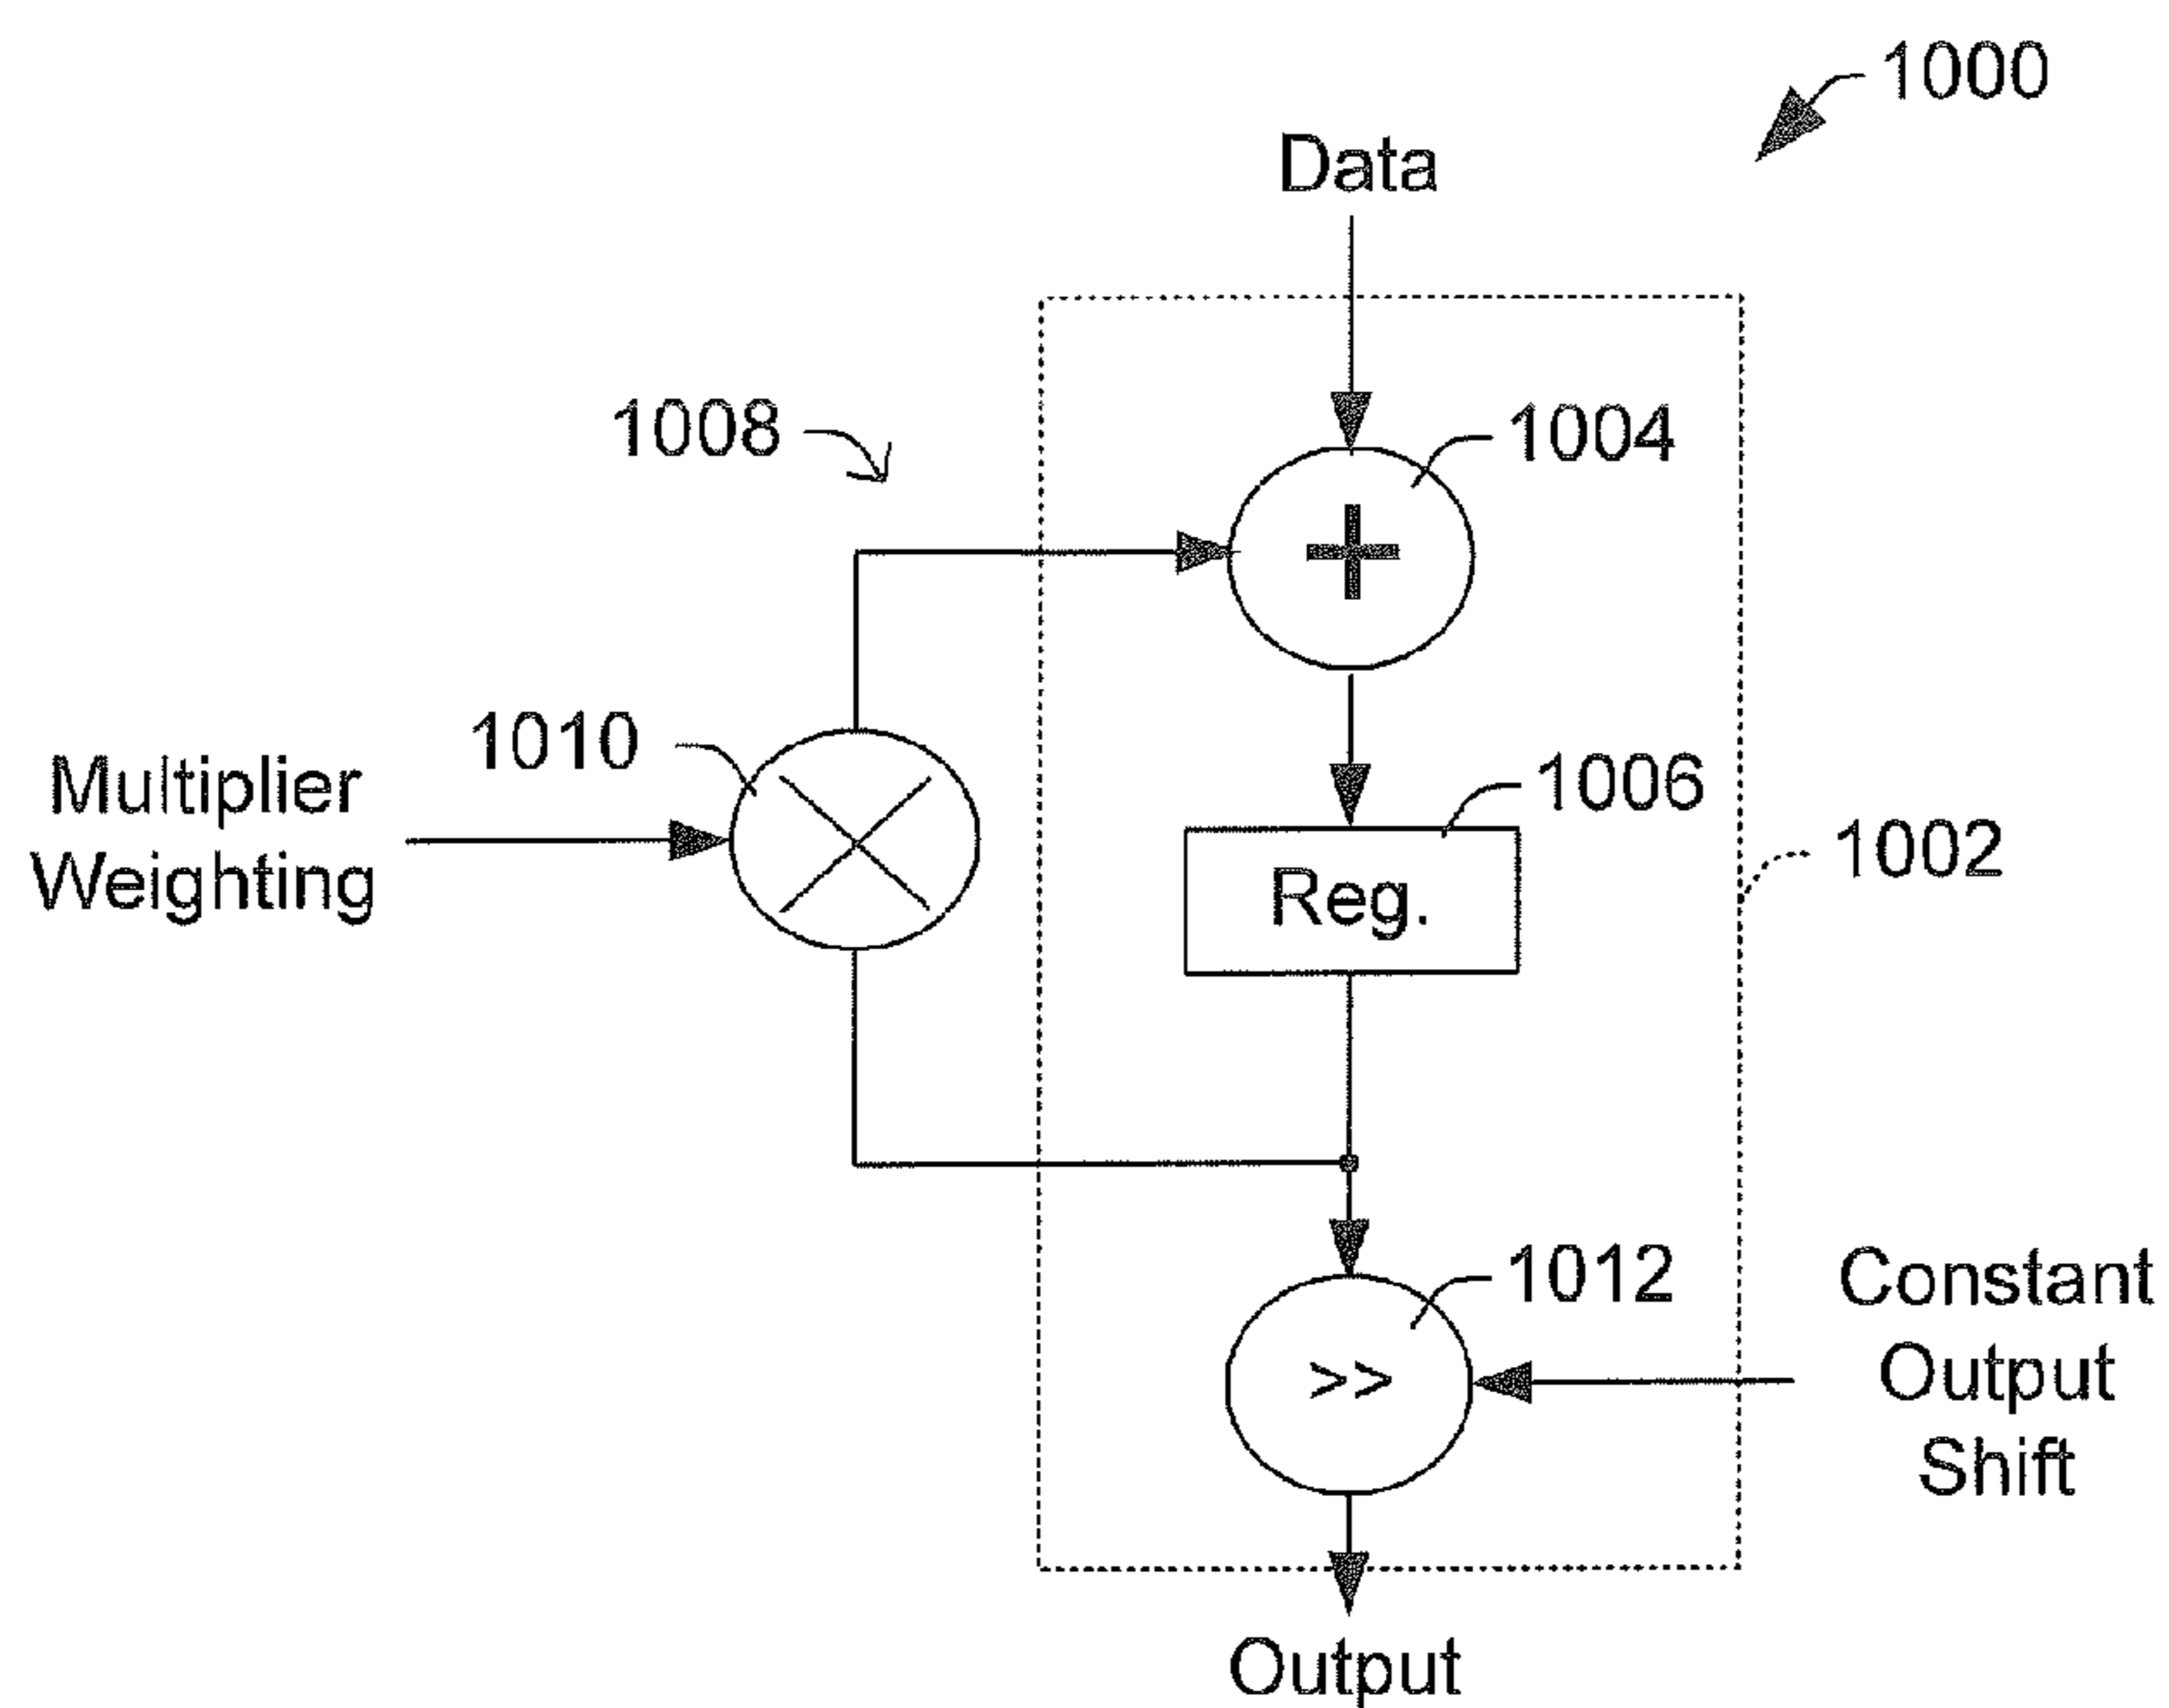 1000
Data
1008
1004
+
1010
Multiplier
Weighting
1006
Reg.
1002
1012
>>
Constant
Output
Shift
Output